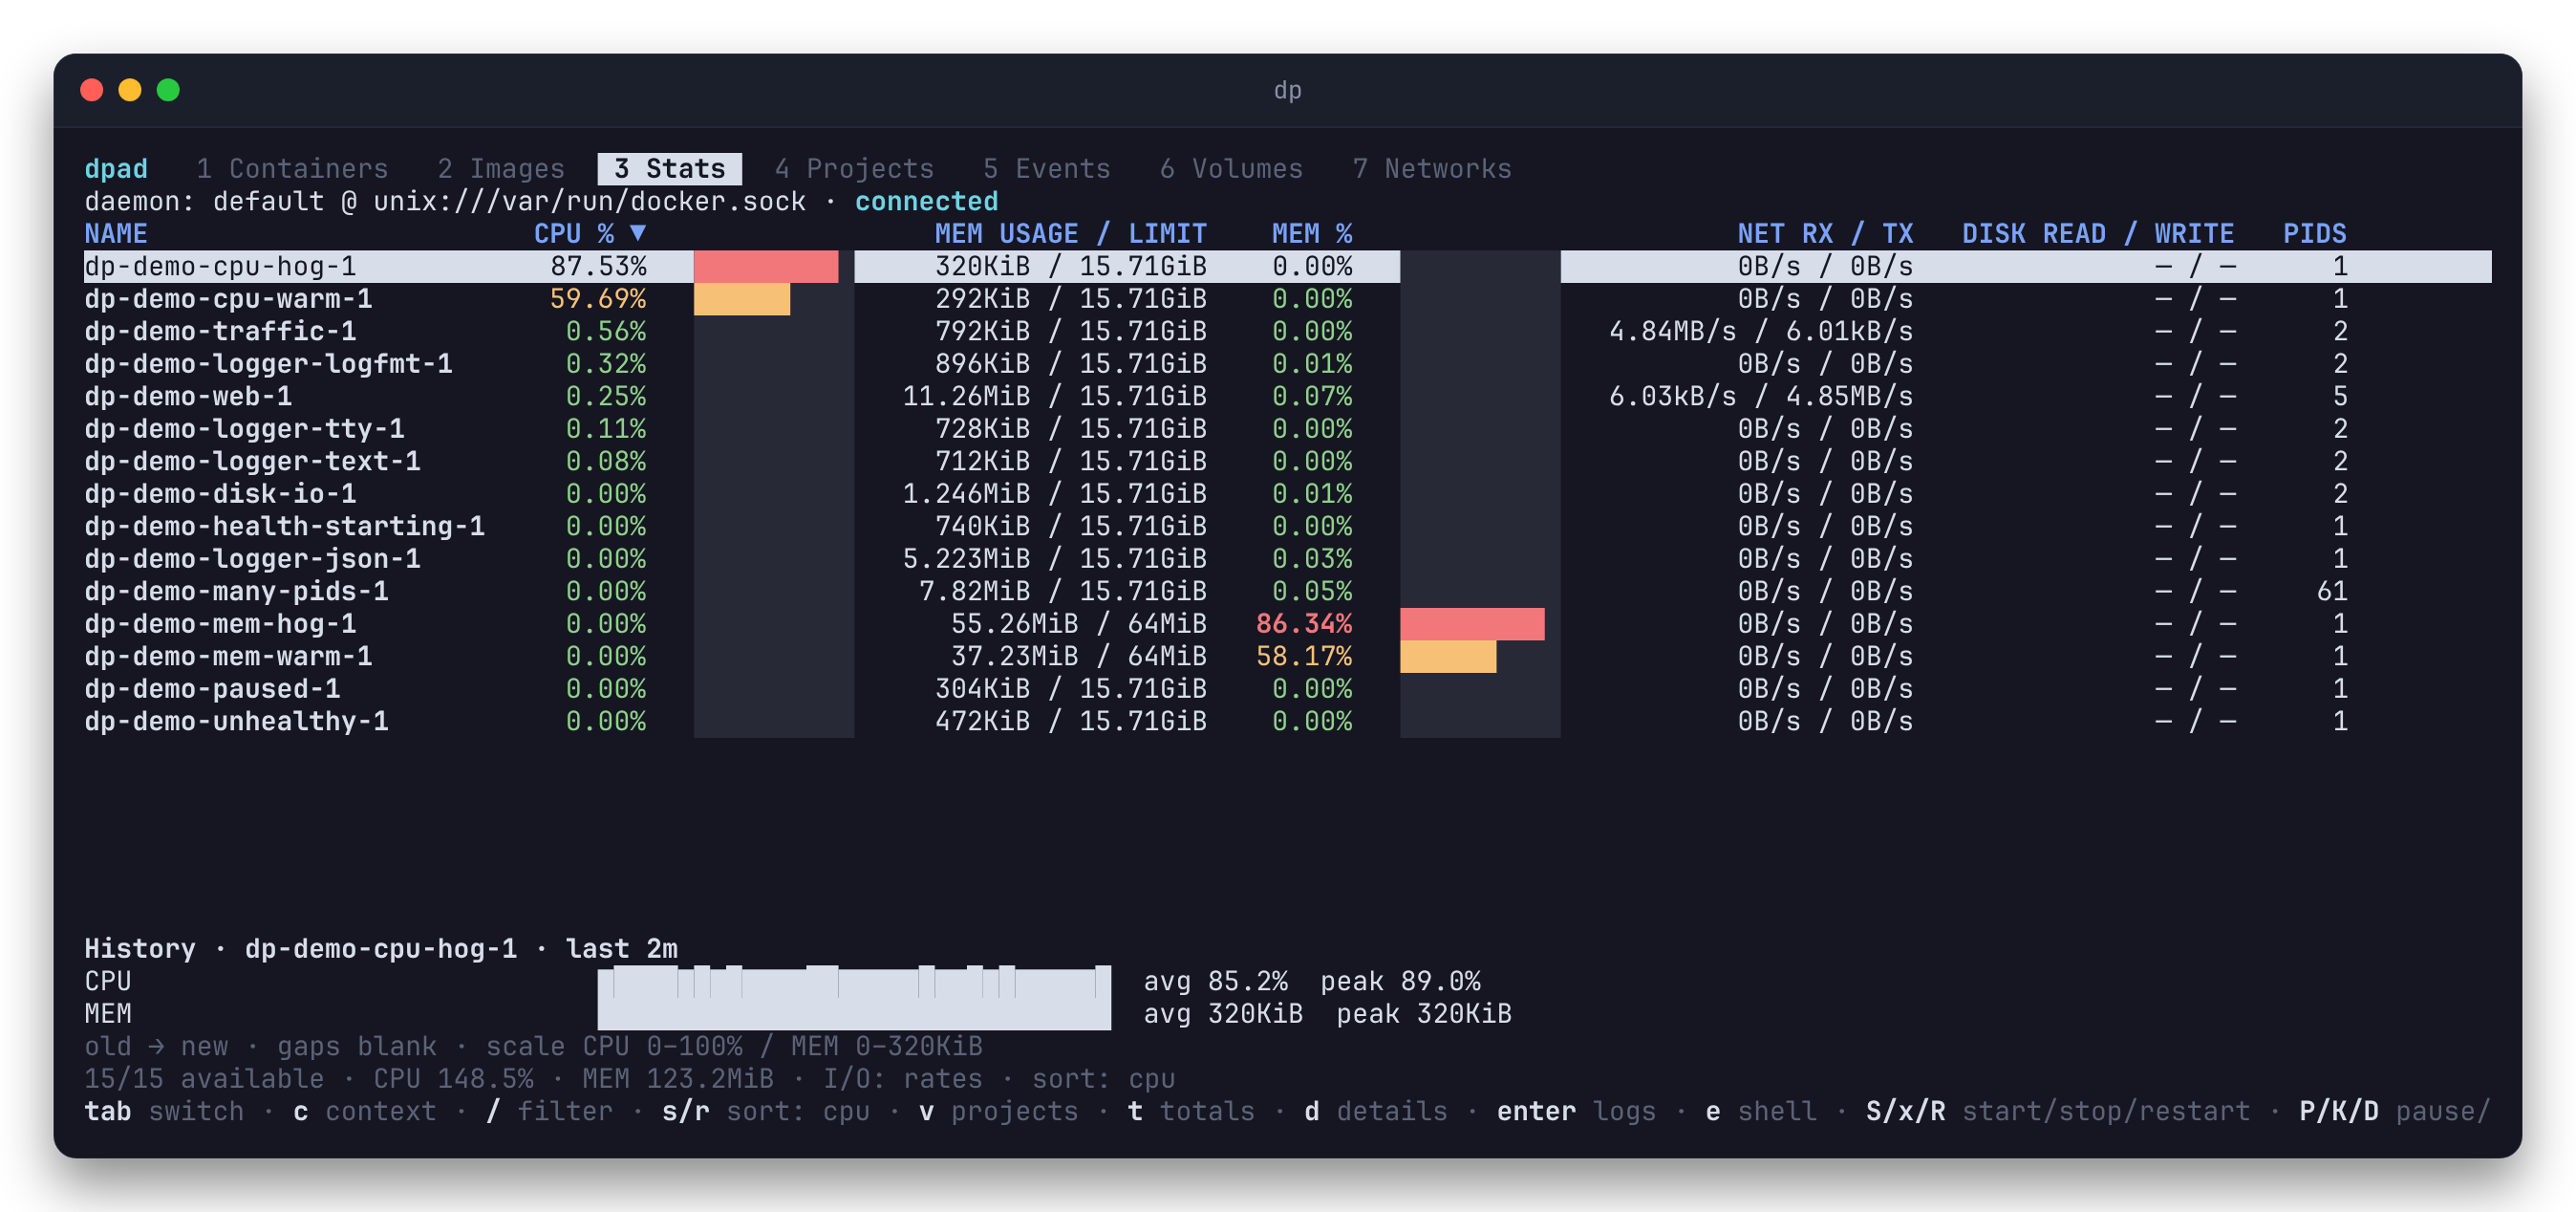 dp
dpad 1 Containers 2 Images 3 Stats 4 Projects 5 Events 6 Volumes 7 Networks
daemon: default @ unix:///var/run/docker.sock · connected
NAME CPU % ▼ MEM USAGE / LIMIT MEM % NET RX / TX DISK READ / WRITE PIDS
dp-demo-cpu-hog-1 87.53% 320KiB / 15.71GiB 0.00% 0B/s / 0B/s — / — 1
dp-demo-cpu-warm-1 59.69% 292KiB / 15.71GiB 0.00% 0B/s / 0B/s — / — 1
dp-demo-traffic-1 0.56% 792KiB / 15.71GiB 0.00% 4.84MB/s / 6.01kB/s — / — 2
dp-demo-logger-logfmt-1 0.32% 896KiB / 15.71GiB 0.01% 0B/s / 0B/s — / — 2
dp-demo-web-1 0.25% 11.26MiB / 15.71GiB 0.07% 6.03kB/s / 4.85MB/s — / — 5
dp-demo-logger-tty-1 0.11% 728KiB / 15.71GiB 0.00% 0B/s / 0B/s — / — 2
dp-demo-logger-text-1 0.08% 712KiB / 15.71GiB 0.00% 0B/s / 0B/s — / — 2
dp-demo-disk-io-1 0.00% 1.246MiB / 15.71GiB 0.01% 0B/s / 0B/s — / — 2
dp-demo-health-starting-1 0.00% 740KiB / 15.71GiB 0.00% 0B/s / 0B/s — / — 1
dp-demo-logger-json-1 0.00% 5.223MiB / 15.71GiB 0.03% 0B/s / 0B/s — / — 1
dp-demo-many-pids-1 0.00% 7.82MiB / 15.71GiB 0.05% 0B/s / 0B/s — / — 61
dp-demo-mem-hog-1 0.00% 55.26MiB / 64MiB 86.34% 0B/s / 0B/s — / — 1
dp-demo-mem-warm-1 0.00% 37.23MiB / 64MiB 58.17% 0B/s / 0B/s — / — 1
dp-demo-paused-1 0.00% 304KiB / 15.71GiB 0.00% 0B/s / 0B/s — / — 1
dp-demo-unhealthy-1 0.00% 472KiB / 15.71GiB 0.00% 0B/s / 0B/s — / — 1
History · dp-demo-cpu-hog-1 · last 2m
CPU avg 85.2% peak 89.0%
MEM avg 320KiB peak 320KiB
old → new · gaps blank · scale CPU 0–100% / MEM 0–320KiB
15/15 available · CPU 148.5% · MEM 123.2MiB · I/O: rates · sort: cpu
tab switch · c context · / filter · s/r sort: cpu · v projects · t totals · d details · enter logs · e shell · S/x/R start/stop/restart · P/K/D pause/